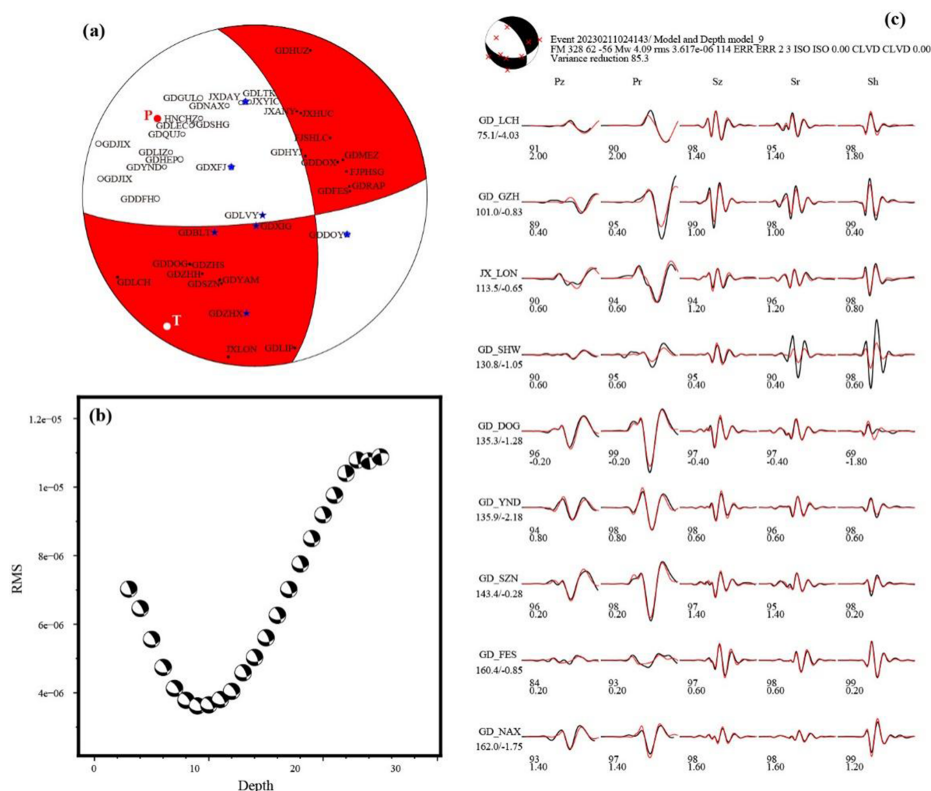 (a)
GDHUZ
GDLTK
JXDAY
GDGUL
JXYIC
GDNAX
JXANY
JXHUC
P
HNCHZ
GDLEC
GDSHG
GDQUJ
FJSHLC
GDJIX
GDLIZ
GDHYJ
GDMEZ
GDHEP
GDDOX
GDYND
GDXFJ
FJPHSG
GDJIX
GDFES
GDRAP
GDDFH
GDLVY
GDXIG
GDBLT
GDDOY
GDDOG
GDZHS
GDZHH
GDLCH
GDSZN
GDYAM
GDZHX
T
JXLON
GDLIP
(b)
1.2e−05
1e−05
8e−06
6e−06
4e−06
RMS
0
10
20
30
Depth
(c)
Event 20230211024143/ Model and Depth model_9
FM 328 62 -56 Mw 4.09 rms 3.617e-06 114 ERR ERR 2 3 ISO ISO 0.00 CLVD CLVD 0.00
Variance reduction 85.3
Pz Pr Sz Sr Sh
GD_LCH
75.1/-4.03
91 90 98 95 98
2.00 2.00 1.40 1.40 1.80
GD_GZH
101.0/-0.83
89 95 99 98 99
0.40 0.40 1.00 1.00 0.40
JX_LON
113.5/-0.65
90 94 94 96 98
0.60 0.60 1.20 1.20 0.80
GD_SHW
130.8/-1.05
90 90 95 90 98
0.60 0.60 0.40 0.40 0.60
GD_DOG
135.3/-1.28
96 99 97 97 69
-0.20 -0.20 -0.40 -0.40 -1.80
GD_YND
135.9/-2.18
94 98 98 96 98
0.80 0.80 0.60 0.60 0.60
GD_SZN
143.4/-0.28
96 98 97 95 98
0.20 0.20 1.40 1.40 0.20
GD_FES
160.4/-0.85
84 93 97 98 99
0.20 0.20 0.60 0.60 0.20
GD_NAX
162.0/-1.75
93 97 98 98 99
1.40 1.40 1.60 1.60 1.20